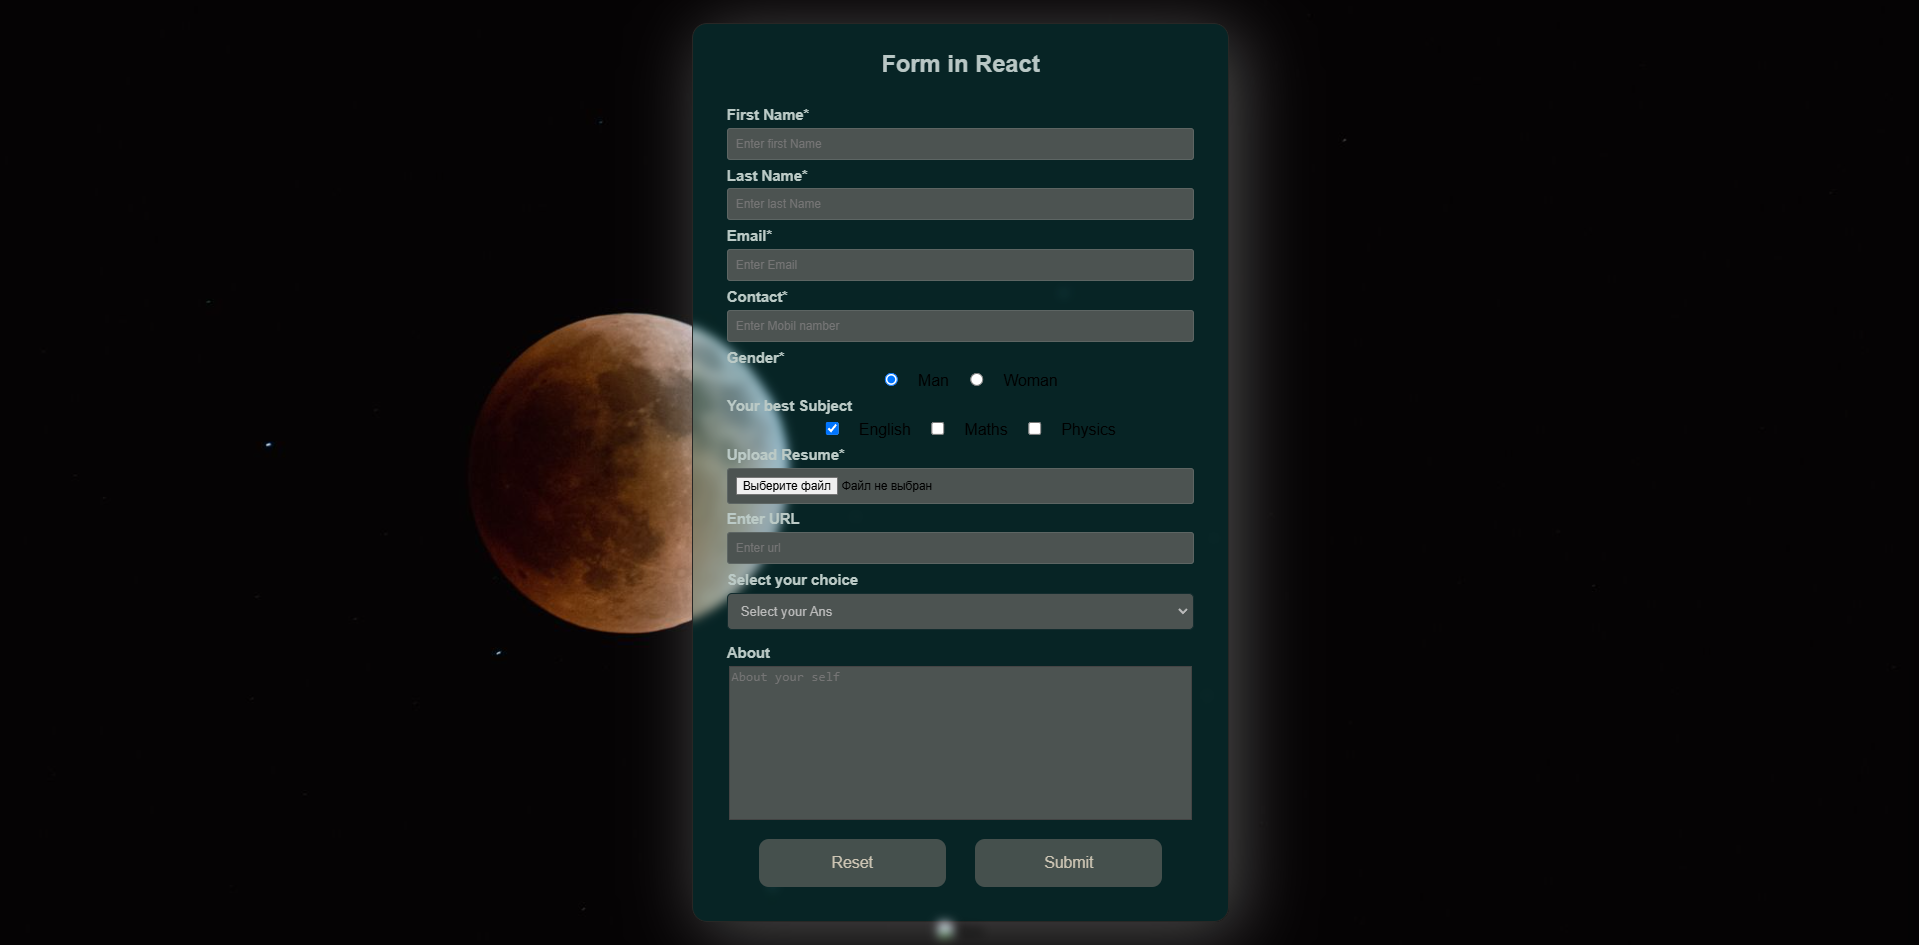 Form in React
First Name*
Enter first Name
Last Name*
Enter last Name
Email*
Enter Email
Contact*
Enter Mobil namber
Gender*
Man Woman
Your best Subject
English Maths Physics
Upload Resume*
Выберите файл Файл не выбран
Enter URL
Enter url
Select your choice
Select your Ans
About
About your self
Reset Submit